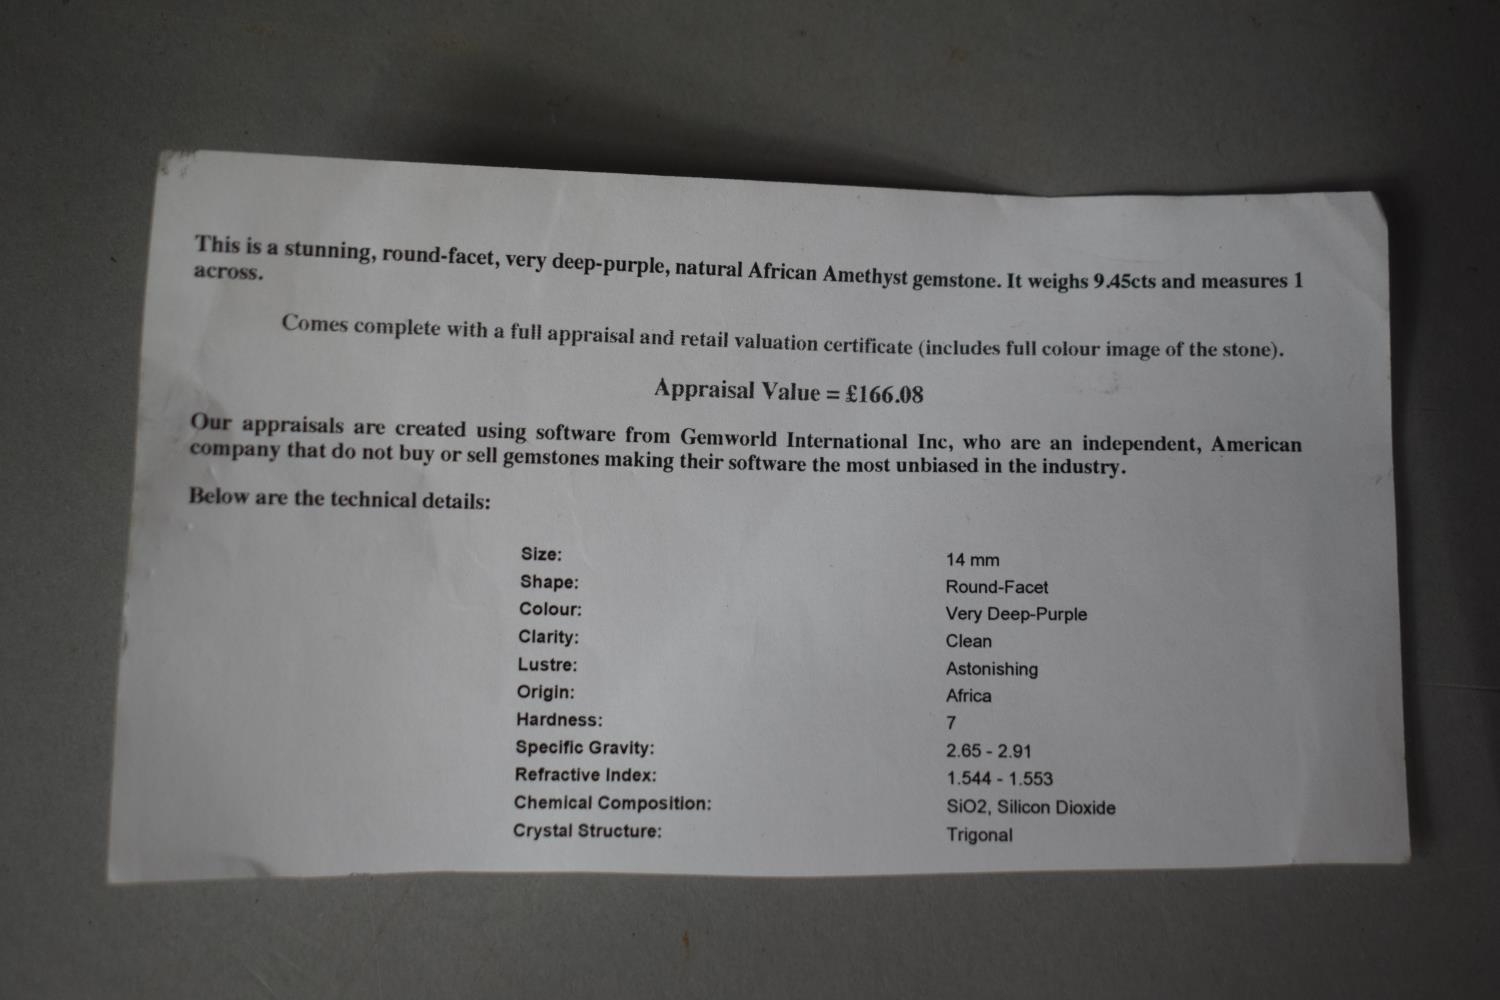 This is a stunning, round-facet, very deep-purple, natural African Amethyst gemstone. It weighs 9.45cts and measures 1
across.
Comes complete with a full appraisal and retail valuation certificate (includes full colour image of the stone).
Appraisal Value = £166.08
Our appraisals are created using software from Gemworld International Inc, who are an independent, American
company that do not buy or sell gemstones making their software the most unbiased in the industry.
Below are the technical details:
Size: 14 mm
Shape: Round-Facet
Colour: Very Deep-Purple
Clarity: Clean
Lustre: Astonishing
Origin: Africa
Hardness: 7
Specific Gravity: 2.65 - 2.91
Refractive Index: 1.544 - 1.553
Chemical Composition: SiO2, Silicon Dioxide
Crystal Structure: Trigonal